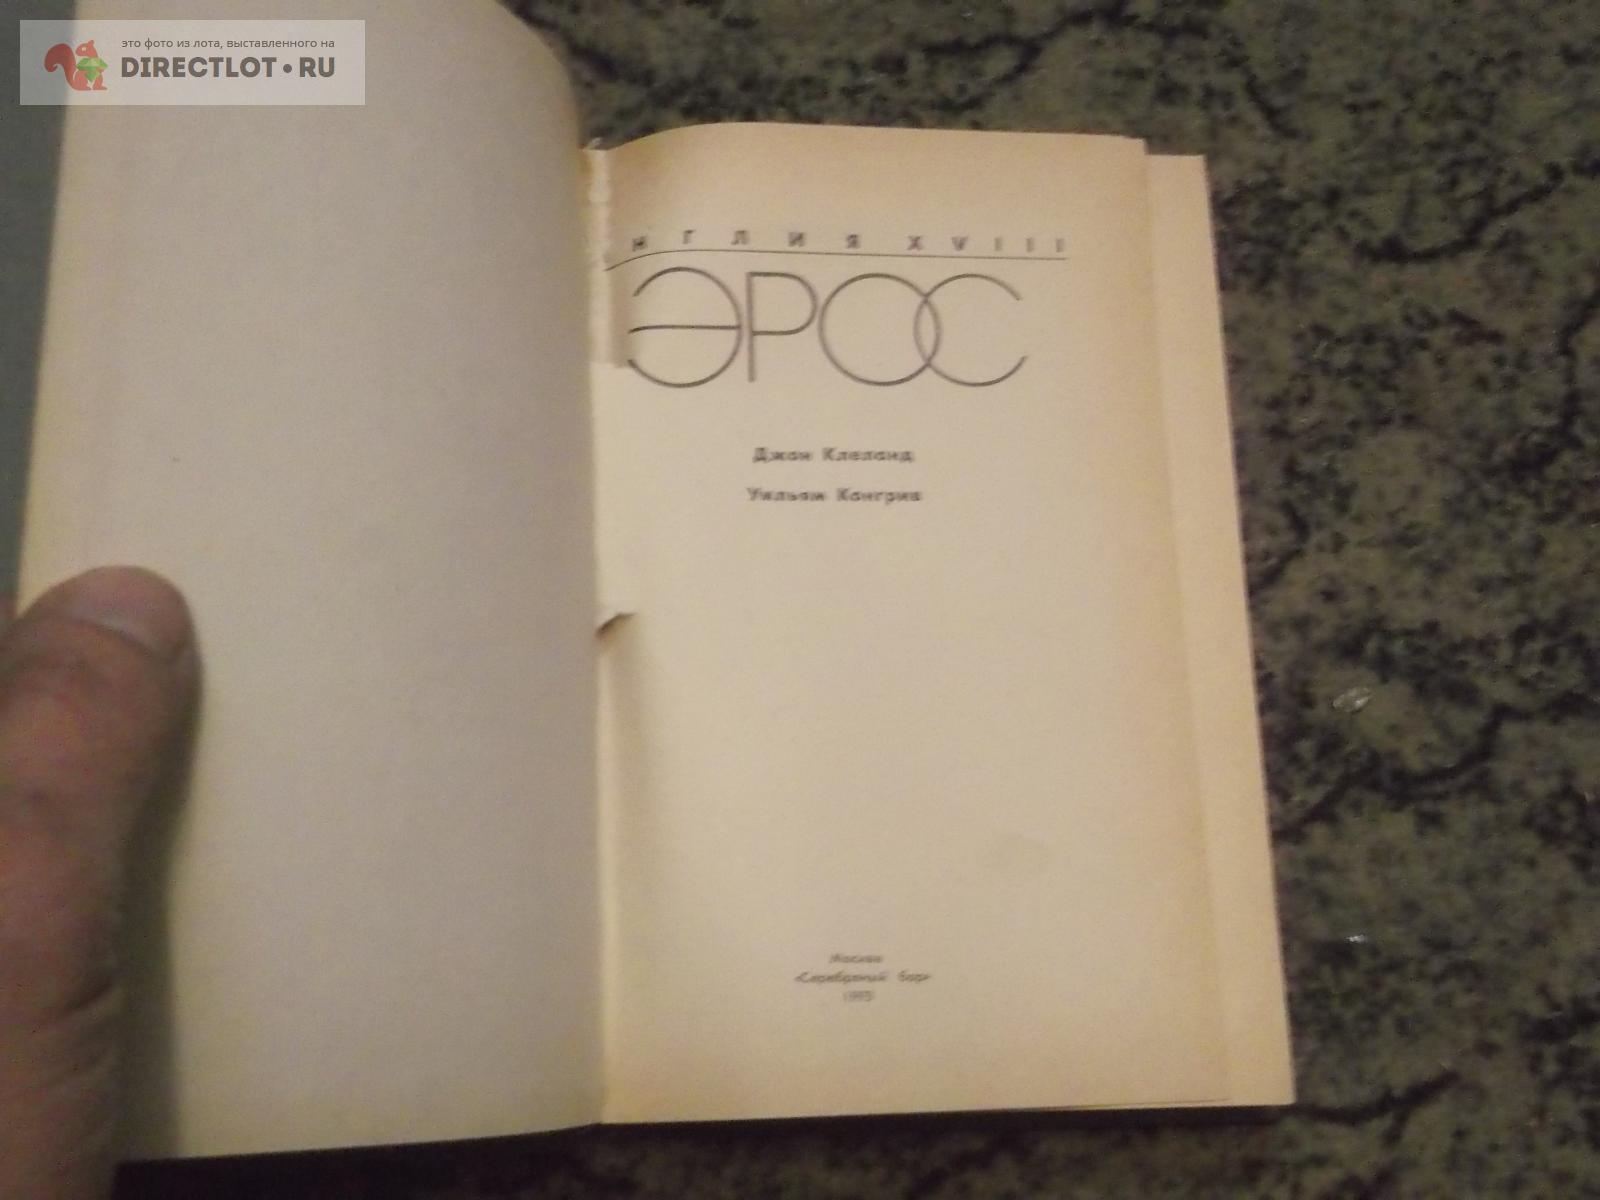 это фото из лота, выставленного на
DIRECTLOT•RU
НГЛИЯ XVIII
ЭРОС
Джон Клеланд
Уильям Конгрив
Москва
«Серебряный бор»